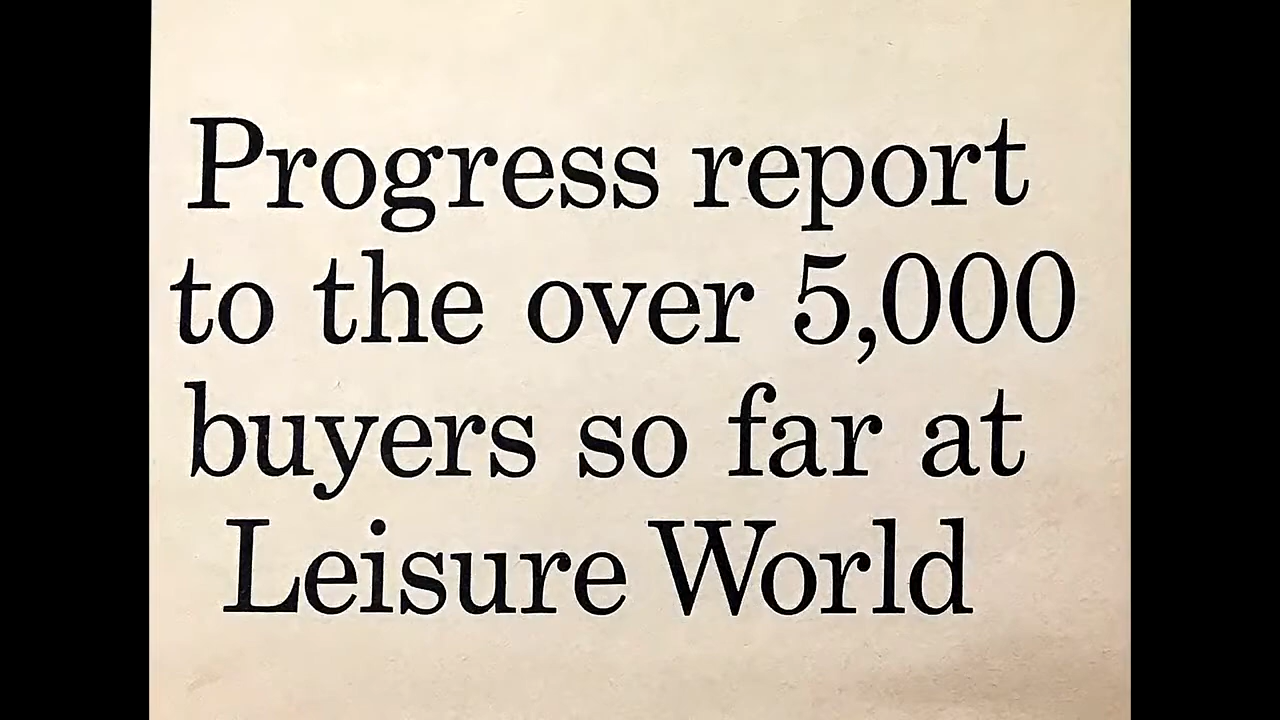 Progress report
to the over 5,000
buyers so far at
Leisure World